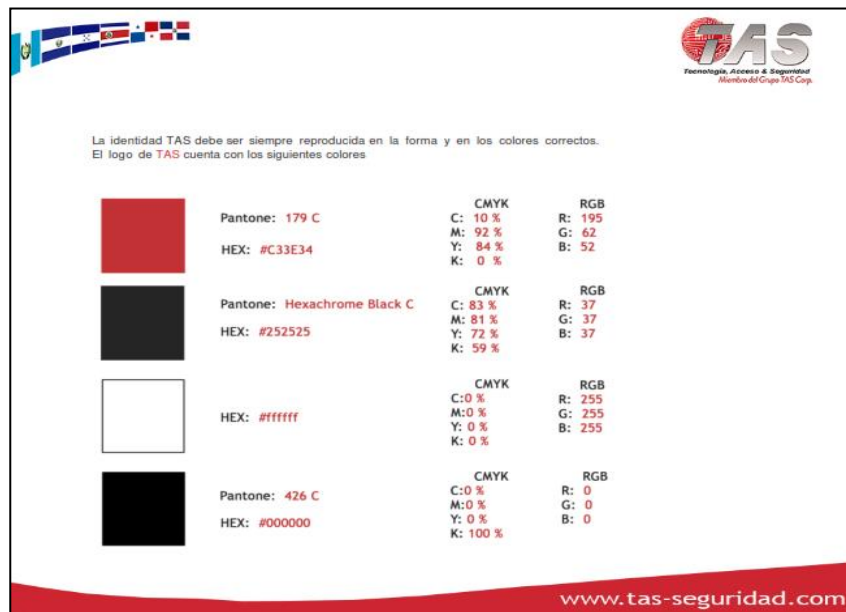 TAS
Tecnología, Acceso & Seguridad
Miembro del Grupo TAS Corp.
La identidad TAS debe ser siempre reproducida en la forma y en los colores correctos.
El logo de TAS cuenta con los siguientes colores
CMYK RGB
Pantone: 179 C C: 10 % R: 195
M: 92 % G: 62
HEX: #C33E34 Y: 84 % B: 52
K: 0 %
CMYK RGB
Pantone: Hexachrome Black C C: 83 % R: 37
M: 81 % G: 37
HEX: #252525 Y: 72 % B: 37
K: 59 %
CMYK RGB
C:0 % R: 255
HEX: #ffffff M:0 % G: 255
Y: 0 % B: 255
K: 0 %
CMYK RGB
Pantone: 426 C C:0 % R: 0
M:0 % G: 0
HEX: #000000 Y: 0 % B: 0
K: 100 %
www.tas-seguridad.com